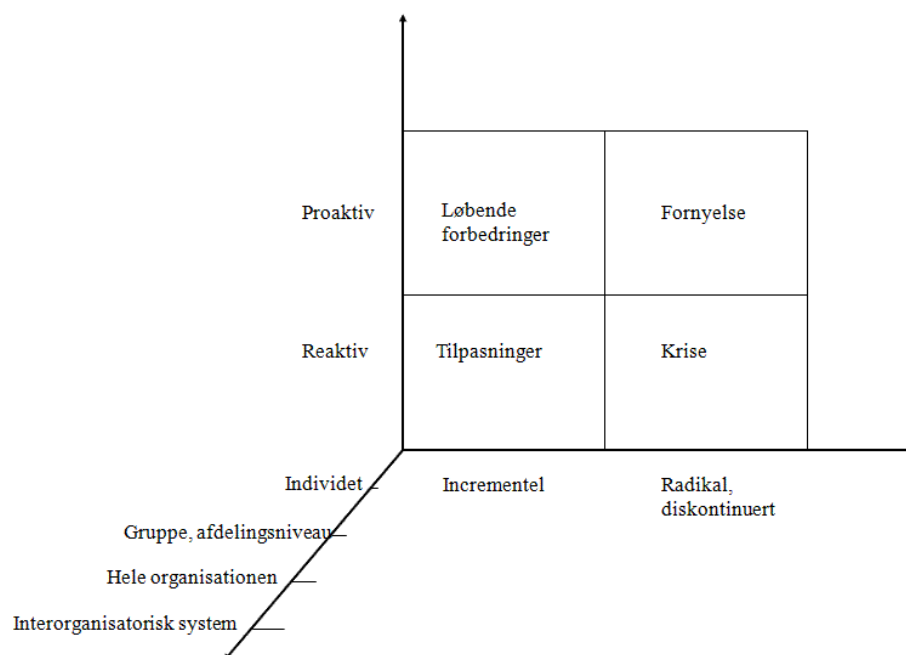 Proaktiv
Løbende
forbedringer
Fornyelse
Reaktiv
Tilpasninger
Krise
Individet
Incrementel
Radikal,
diskontinuert
Gruppe, afdelingsniveau
Hele organisationen
Interorganisatorisk system